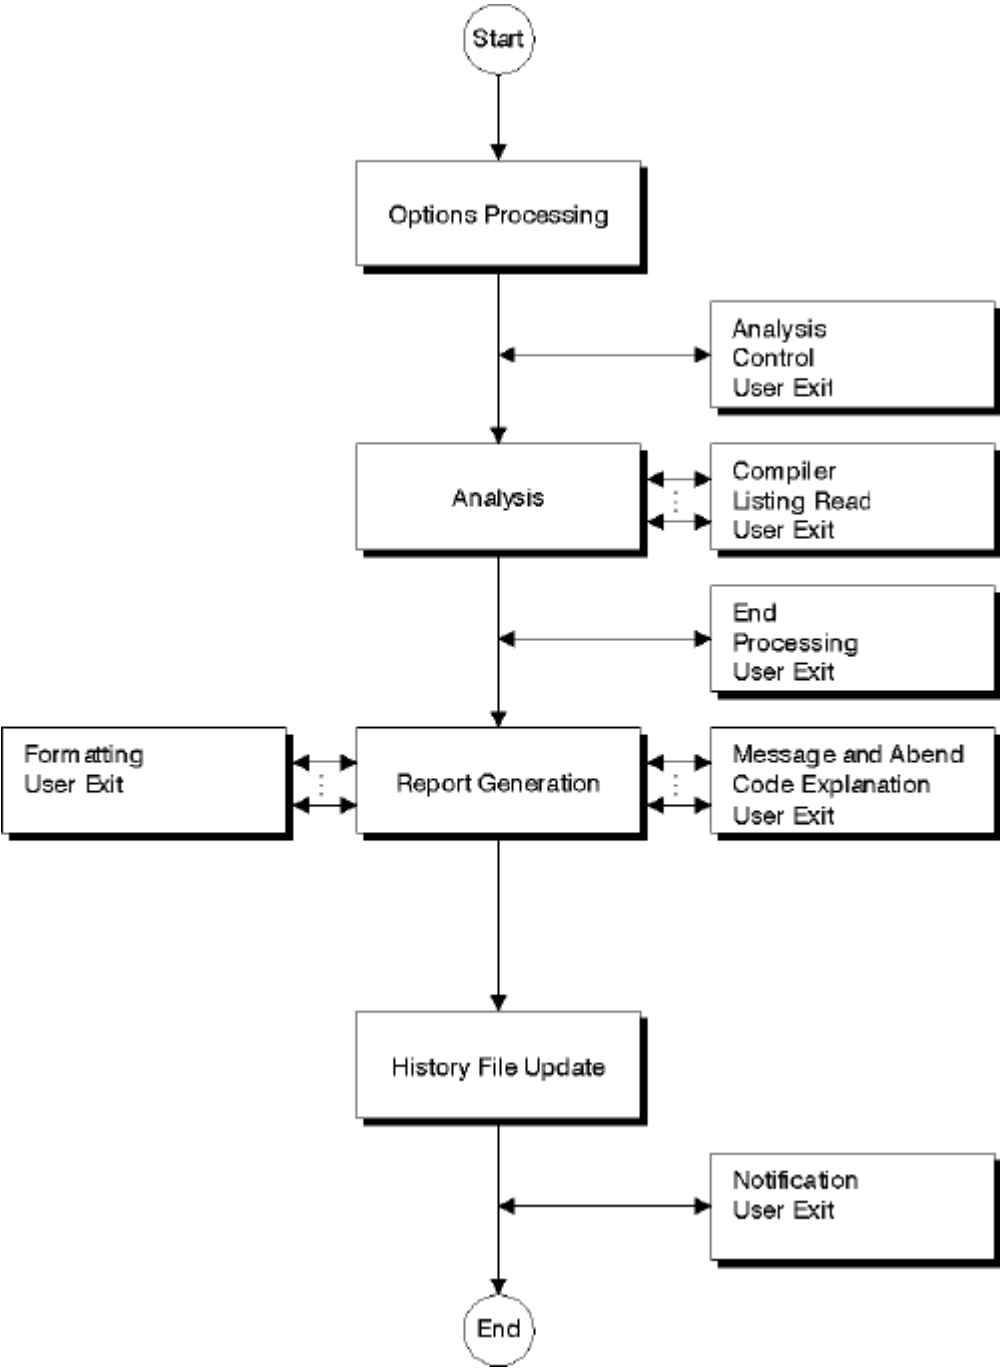 Start
Options Processing
Analysis
Control
User Exit
Analysis
Compiler
Listing Read
User Exit
End
Processing
User Exit
Formatting
User Exit
Report Generation
Message and Abend
Code Explanation
User Exit
History File Update
Notification
User Exit
End